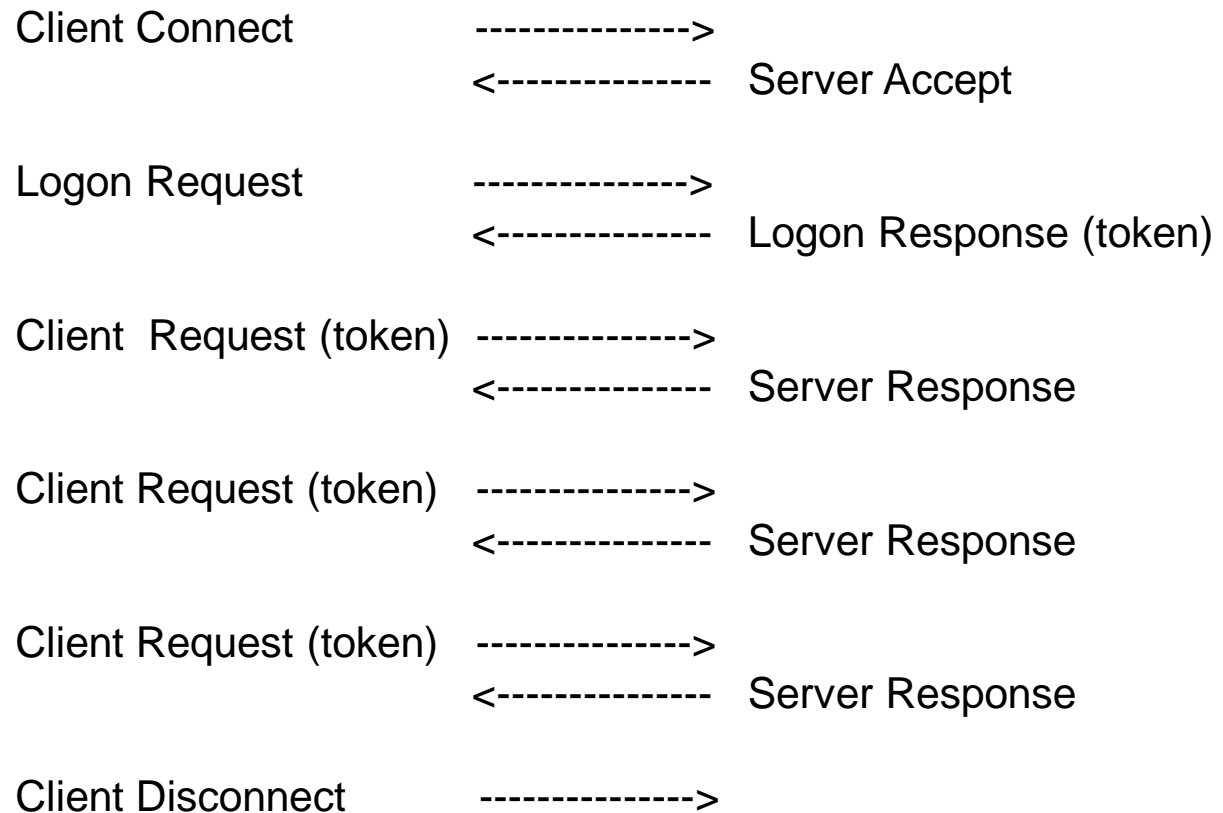 Client Connect --------------->
<--------------- Server Accept
Logon Request --------------->
<--------------- Logon Response (token)
Client  Request (token) --------------->
<--------------- Server Response
Client Request (token) --------------->
<--------------- Server Response
Client Request (token) --------------->
<--------------- Server Response
Client Disconnect --------------->